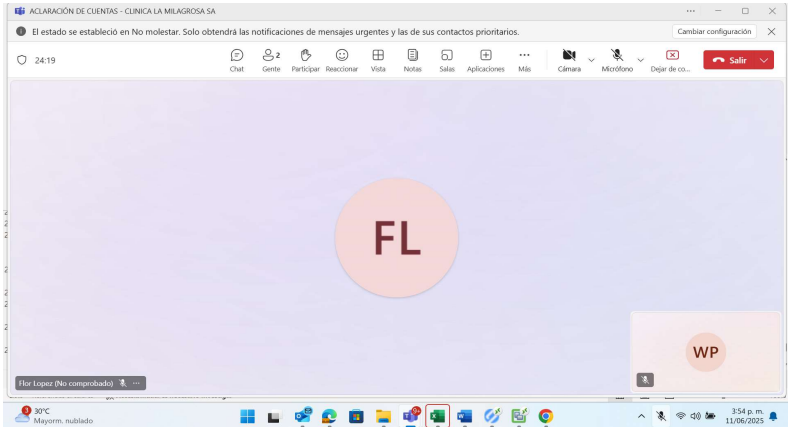 ACLARACIÓN DE CUENTAS - CLINICA LA MILAGROSA SA
El estado se estableció en No molestar. Solo obtendrá las notificaciones de mensajes urgentes y las de sus contactos prioritarios.
Cambiar configuración
24:19
2
Chat Gente Participar Reaccionar Vista Notas Salas Aplicaciones Más Cámara Micrófono Dejar de co... Salir
FL
WP
Flor Lopez (No comprobado)
3
30°C
Mayorm. nublado
3:54 p. m.
11/06/2025